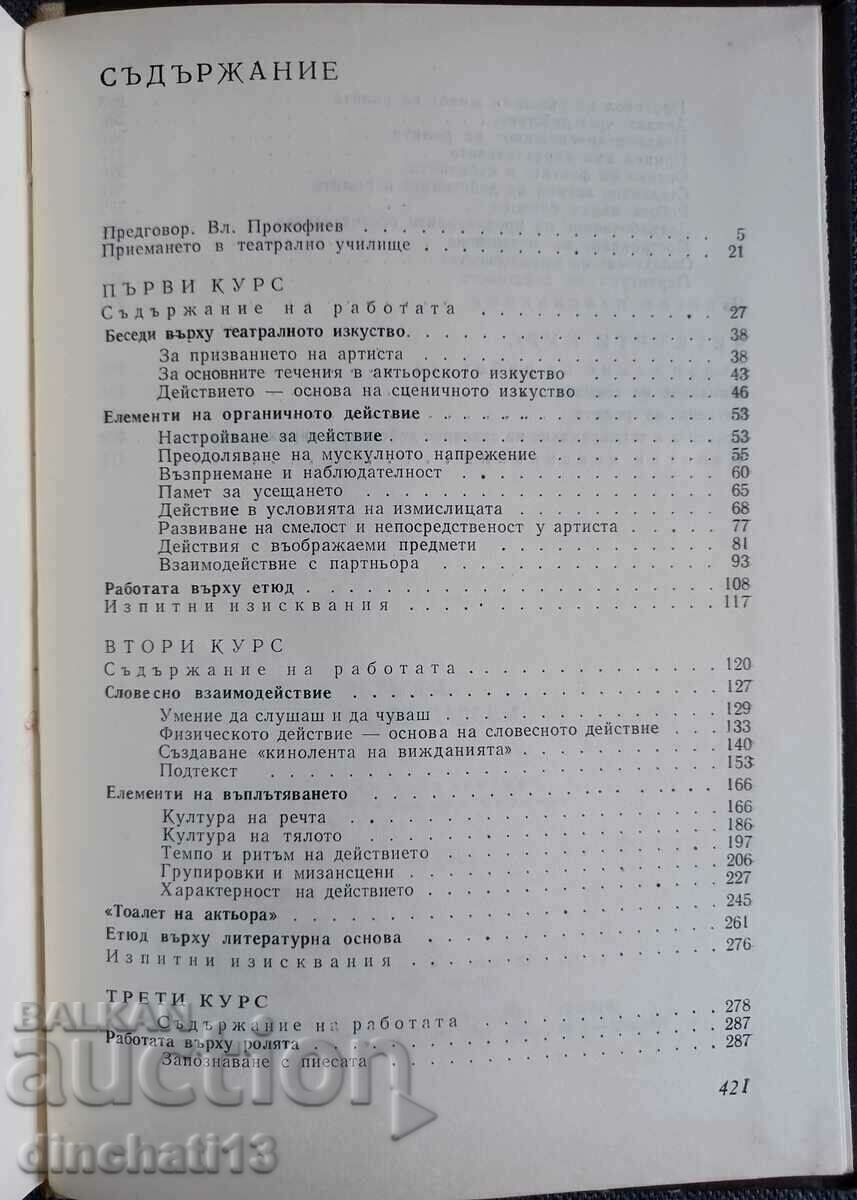 СЪДЪРЖАНИЕ
Предговор. Вл. Прокофиев 5
Приемането в театрално училище 21
ПЪРВИ КУРС
Съдържание на работата 27
Беседи върху театралното изкуство 38
За призванието на артиста 38
За основните течения в актьорското изкуство 43
Действието — основа на сценичното изкуство 46
Елементи на органичното действие 53
Настройване за действие 53
Преодоляване на мускулното напрежение 55
Възприемане и наблюдателност 60
Памет за усещането 65
Действие в условията на измислицата 68
Развиване на смелост и непосредственост у артиста 77
Действия с въображаеми предмети 81
Взаимодействие с партньора 93
Работата върху етюд 108
Изпитни изисквания 117
ВТОРИ КУРС
Съдържание на работата 120
Словесно взаимодействие 127
Умение да слушаш и да чуваш 129
Физическото действие — основа на словесното действие 133
Създаване «кинолента на вижданията» 140
Подтекст 153
Елементи на въплътяването 166
Култура на речта 166
Култура на тялото 186
Темпо и ритъм на действието 197
Групировки и мизансцени 206
Характерност на действието 227
«Тоалет на актьора» 245
Етюд върху литературна основа 261
Изпитни изисквания 276
ТРЕТИ КУРС
Съдържание на работата 278
Работата върху ролята 287
Запознаване с пиесата 287
421
BALKAN
auction
dinchati13